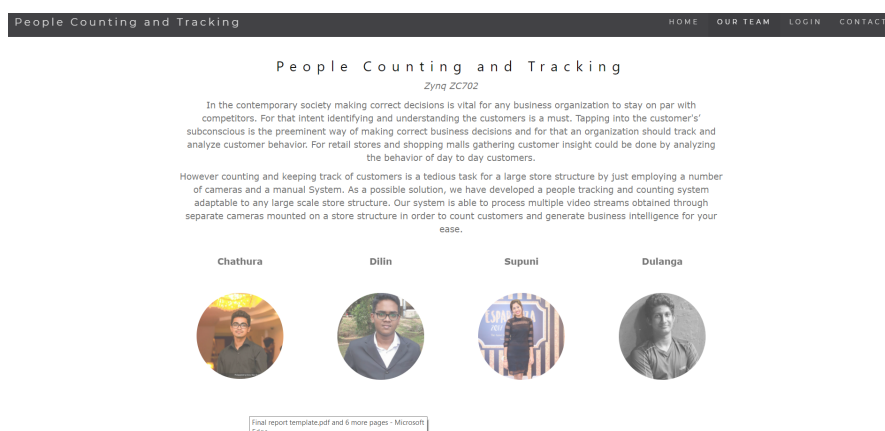 People Counting and Tracking HOME OUR TEAM LOGIN CONTACT
People Counting and Tracking
Zynq ZC702
In the contemporary society making correct decisions is vital for any business organization to stay on par with
competitors. For that intent identifying and understanding the customers is a must. Tapping into the customer's'
subconscious is the preeminent way of making correct business decisions and for that an organization should track and
analyze customer behavior. For retail stores and shopping malls gathering customer insight could be done by analyzing
the behavior of day to day customers.
However counting and keeping track of customers is a tedious task for a large store structure by just employing a number
of cameras and a manual System. As a possible solution, we have developed a people tracking and counting system
adaptable to any large scale store structure. Our system is able to process multiple video streams obtained through
separate cameras mounted on a store structure in order to count customers and generate business intelligence for your
ease.
Chathura Dilin Supuni Dulanga
Final report template.pdf and 6 more pages - Microsoft